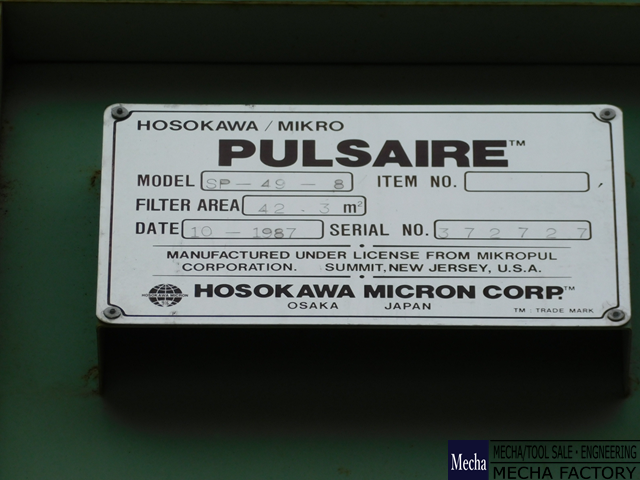 HOSOKAWA / MIKRO
PULSAIRE™
MODEL SP-49-8 ITEM NO.
FILTER AREA 42.3 m²
DATE 10-1987 SERIAL NO. 372727
MANUFACTURED UNDER LICENSE FROM MIKROPUL
CORPORATION. SUMMIT, NEW JERSEY, U.S.A.
HOSOKAWA MICRON CORP.™
OSAKA JAPAN
TM : TRADE MARK
Mecha
MECHA/TOOL SALE・ENGNEERING
MECHA FACTORY